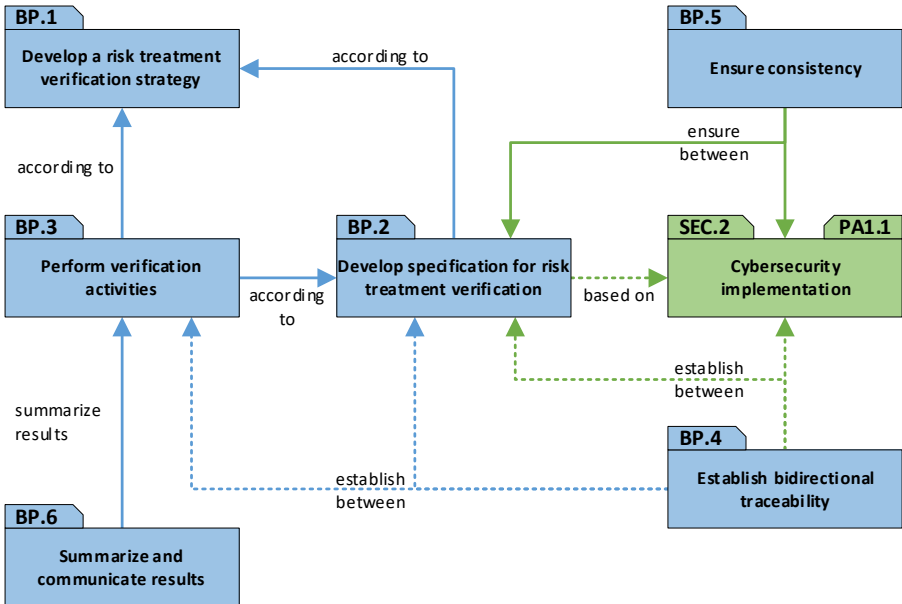 BP.1
Develop a risk treatment
verification strategy
according to
BP.5
Ensure consistency
ensure
between
according to
BP.3
Perform verification
activities
according
to
BP.2
Develop specification for risk
treatment verification
based on
SEC.2
PA1.1
Cybersecurity
implementation
establish
between
summarize
results
establish
between
BP.4
Establish bidirectional
traceability
BP.6
Summarize and
communicate results